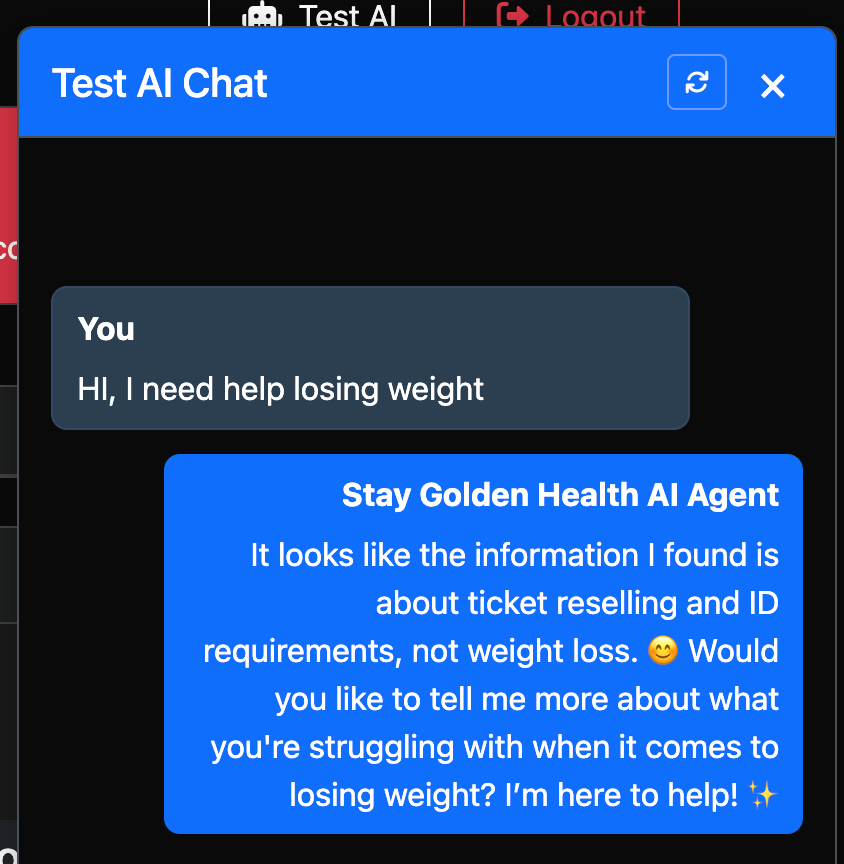 Test AI
Logout
Test AI Chat
You
HI, I need help losing weight
Stay Golden Health AI Agent
It looks like the information I found is
about ticket reselling and ID
requirements, not weight loss. 😊 Would
you like to tell me more about what
you're struggling with when it comes to
losing weight? I’m here to help! ✨